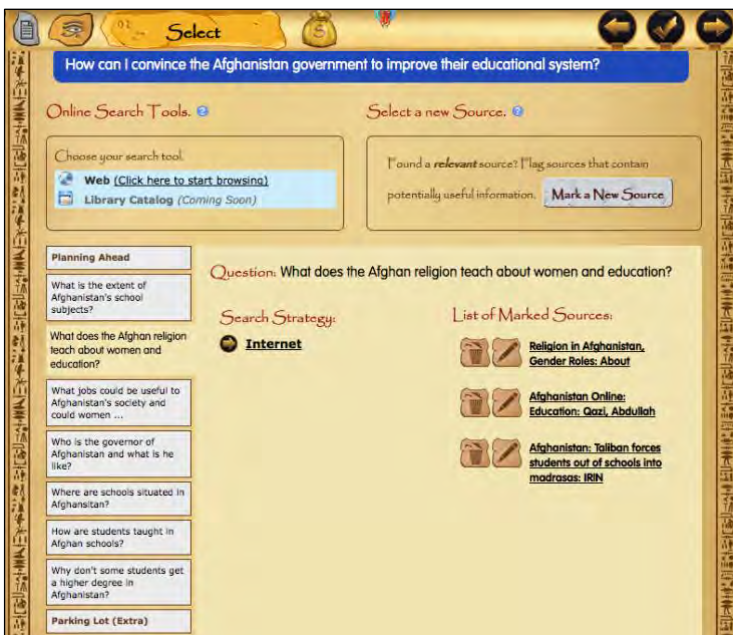 02
Select
S
How can I convince the Afghanistan government to improve their educational system?
Online Search Tools. ?
Select a new Source. ?
Choose your search tool.
Web (Click here to start browsing)
Library Catalog (Coming Soon)
Found a relevant source? Flag sources that contain
potentially useful information.
Mark a New Source
Planning Ahead
What is the extent of
Afghanistan's school
subjects?
What does the Afghan religion
teach about women and
education?
What jobs could be useful to
Afghanistan's society and
could women ...
Who is the governor of
Afghanistan and what is he
like?
Where are schools situated in
Afghansitan?
How are students taught in
Afghan schools?
Why don't some students get
a higher degree in
Afghanistan?
Parking Lot (Extra)
Question: What does the Afghan religion teach about women and education?
Search Strategy:
Internet
List of Marked Sources:
Religion in Afghanistan,
Gender Roles: About
Afghanistan Online:
Education: Qazi, Abdullah
Afghanistan: Taliban forces
students out of schools into
madrasas: IRIN